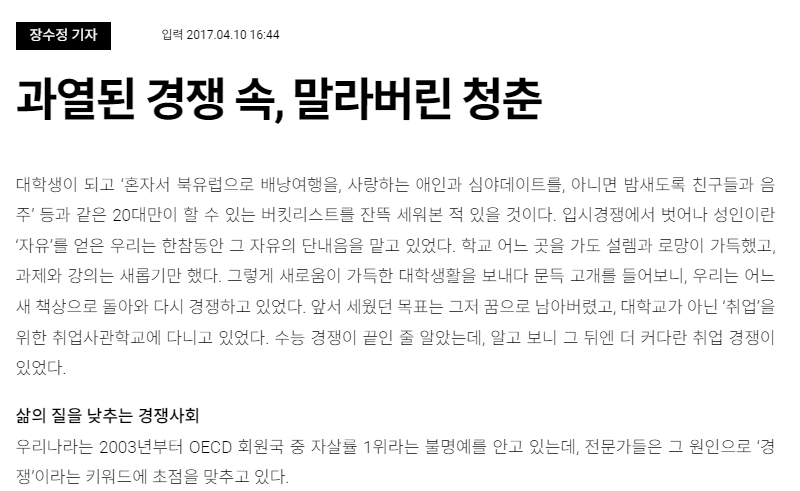 장수정 기자
입력 2017.04.10 16:44
과열된 경쟁 속, 말라버린 청춘
대학생이 되고 ‘혼자서 북유럽으로 배낭여행을, 사랑하는 애인과 심야데이트를, 아니면 밤새도록 친구들과 음
주’ 등과 같은 20대만이 할 수 있는 버킷리스트를 잔뜩 세워본 적 있을 것이다. 입시경쟁에서 벗어나 성인이란
‘자유’를 얻은 우리는 한참동안 그 자유의 단내음을 맡고 있었다. 학교 어느 곳을 가도 설렘과 로망이 가득했고,
과제와 강의는 새롭기만 했다. 그렇게 새로움이 가득한 대학생활을 보내다 문득 고개를 들어보니, 우리는 어느
새 책상으로 돌아와 다시 경쟁하고 있었다. 앞서 세웠던 목표는 그저 꿈으로 남아버렸고, 대학교가 아닌 ‘취업’을
위한 취업사관학교에 다니고 있었다. 수능 경쟁이 끝인 줄 알았는데, 알고 보니 그 뒤엔 더 커다란 취업 경쟁이
있었다.
삶의 질을 낮추는 경쟁사회
우리나라는 2003년부터 OECD 회원국 중 자살률 1위라는 불명예를 안고 있는데, 전문가들은 그 원인으로 ‘경
쟁’이라는 키워드에 초점을 맞추고 있다.